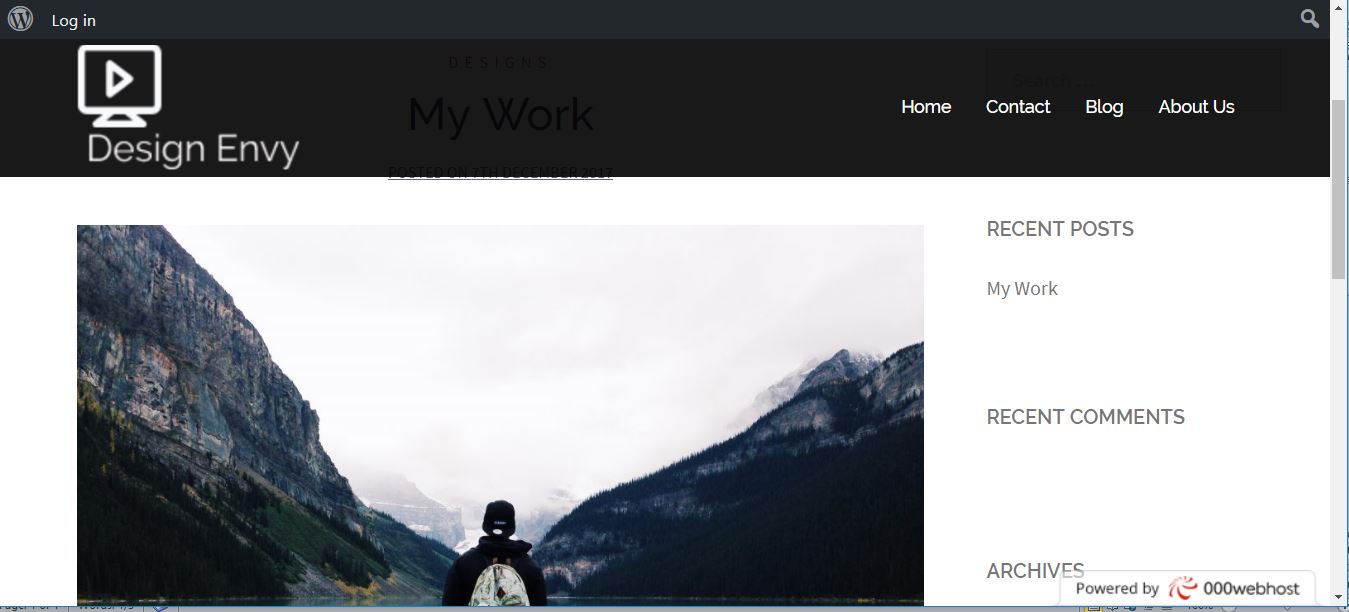 Log in
DESIGNS
Search ...
My Work
Home Contact Blog About Us
Design Envy
POSTED ON 7TH DECEMBER 2017
RECENT POSTS
My Work
RECENT COMMENTS
ARCHIVES
Powered by 000webhost